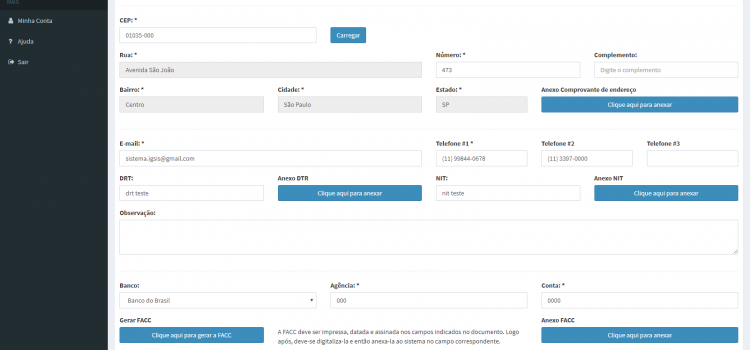 MAIS
Minha Conta
Ajuda
Sair
CEP: *
01035-000
Carregar
Rua: * Número: * Complemento:
Avenida São João 473 Digite o complemento
Bairro: * Cidade: * Estado: * Anexo Comprovante de endereço
Centro São Paulo SP Clique aqui para anexar
E-mail: * Telefone #1 * Telefone #2 Telefone #3
sistema.igsis@gmail.com (11) 99844-0678 (11) 3397-0000
DRT: Anexo DTR NIT: Anexo NIT
drt teste Clique aqui para anexar nit teste Clique aqui para anexar
Observação:
Banco: Agência: * Conta: *
Banco do Brasil 000 0000
Gerar FACC Anexo FACC
Clique aqui para gerar a FACC A FACC deve ser impressa, datada e assinada nos campos indicados no documento. Logo Clique aqui para anexar
após, deve-se digitaliza-la e então anexa-la ao sistema no campo correspondente.